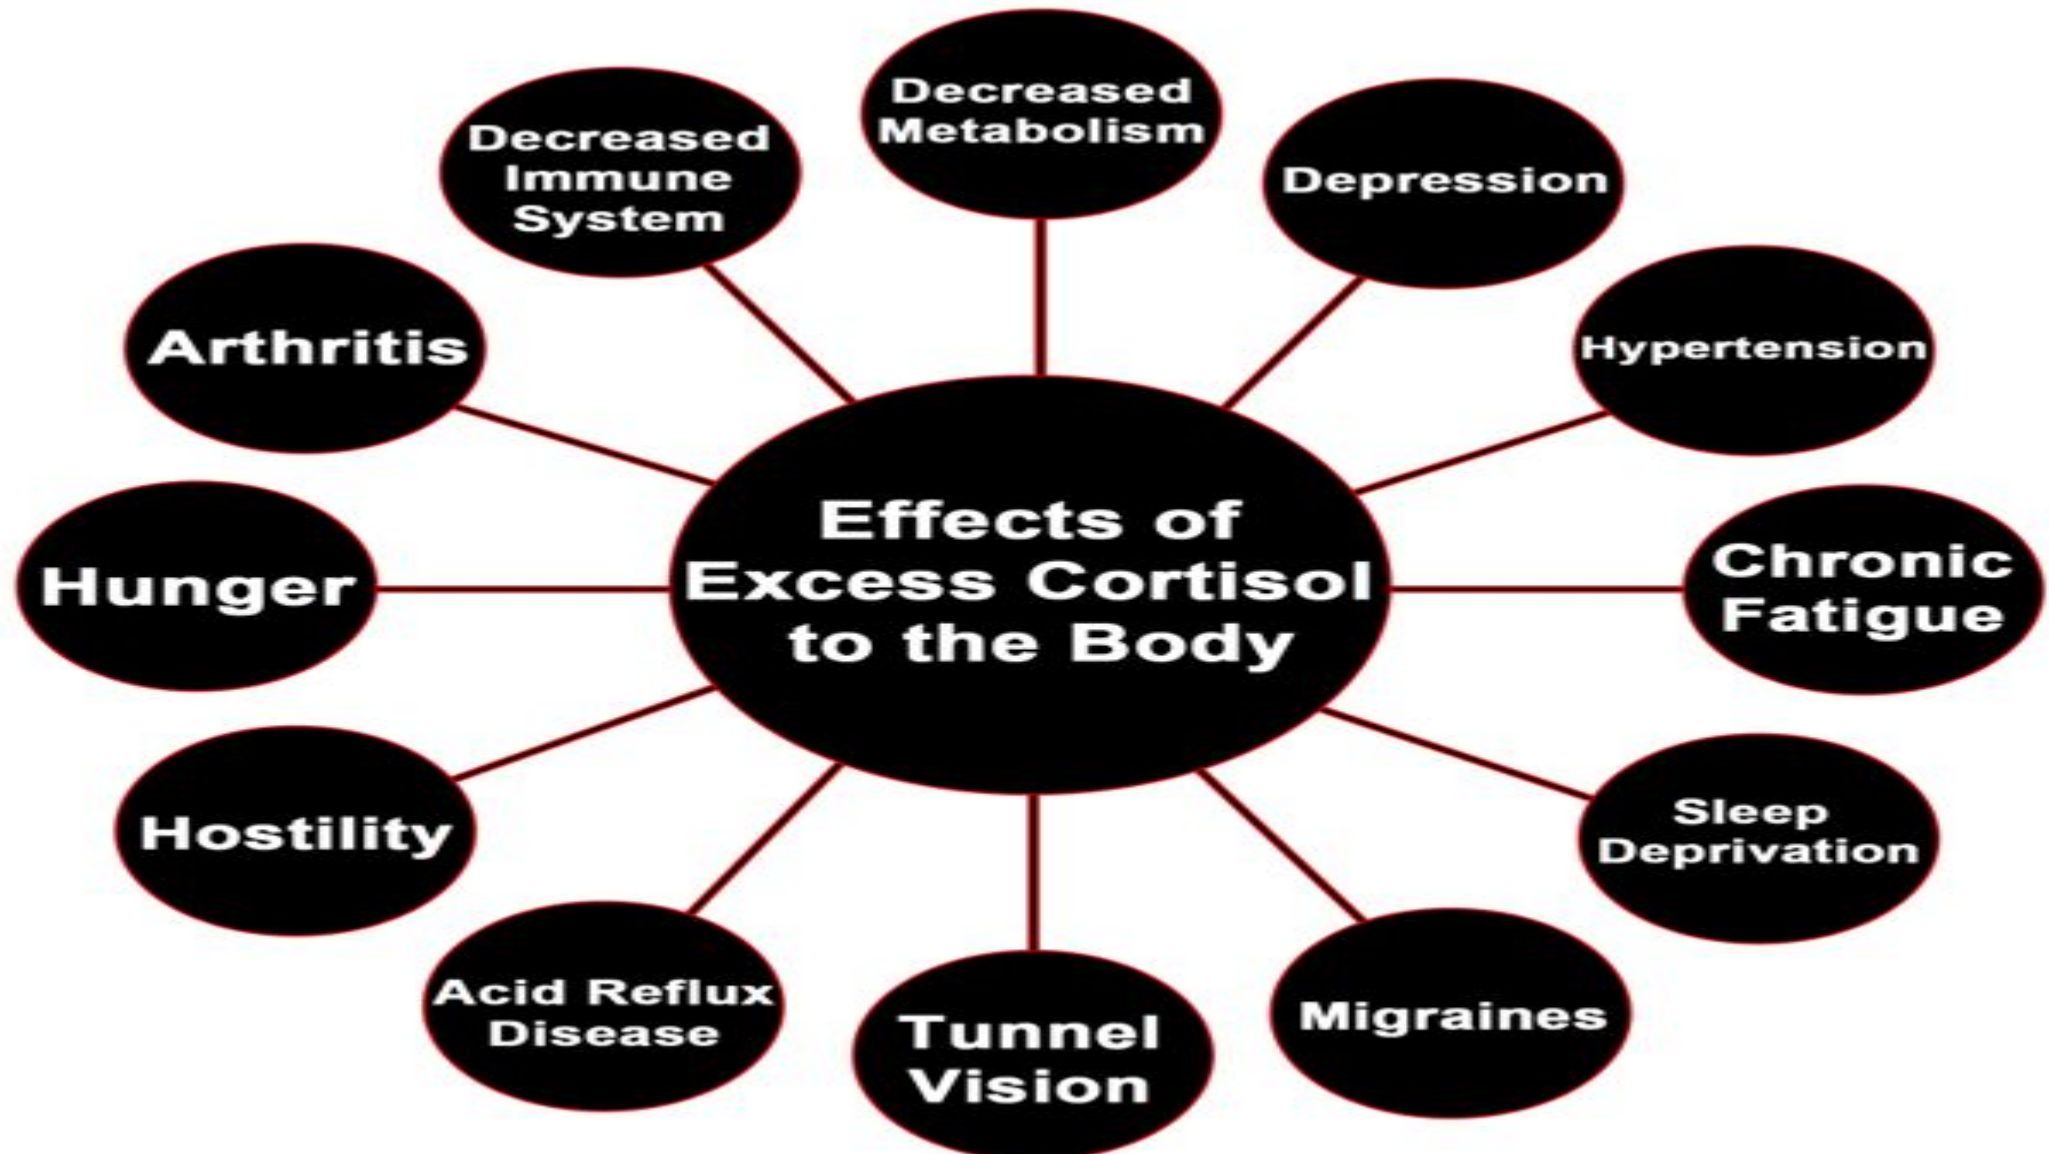 Decreased
Metabolism
Decreased
Immune
System
Depression
Arthritis
Hypertension
Effects of
Excess Cortisol
to the Body
Hunger
Chronic
Fatigue
Hostility
Sleep
Deprivation
Acid Reflux
Disease
Tunnel
Vision
Migraines